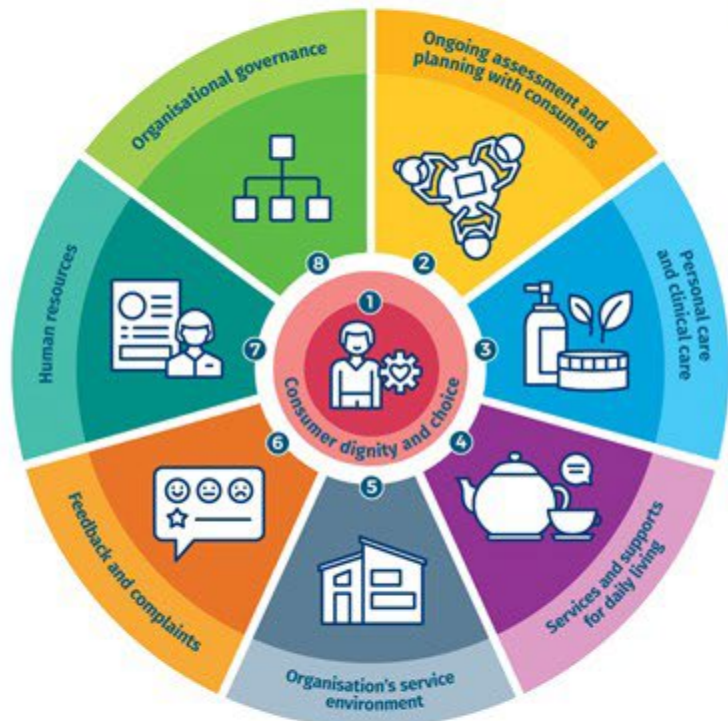 1
Consumer dignity and choice
2
Ongoing assessment and
planning with consumers
3
Personal care
and clinical care
4
Services and supports
for daily living
5
Organisation's service
environment
6
Feedback and complaints
7
Human resources
8
Organisational governance